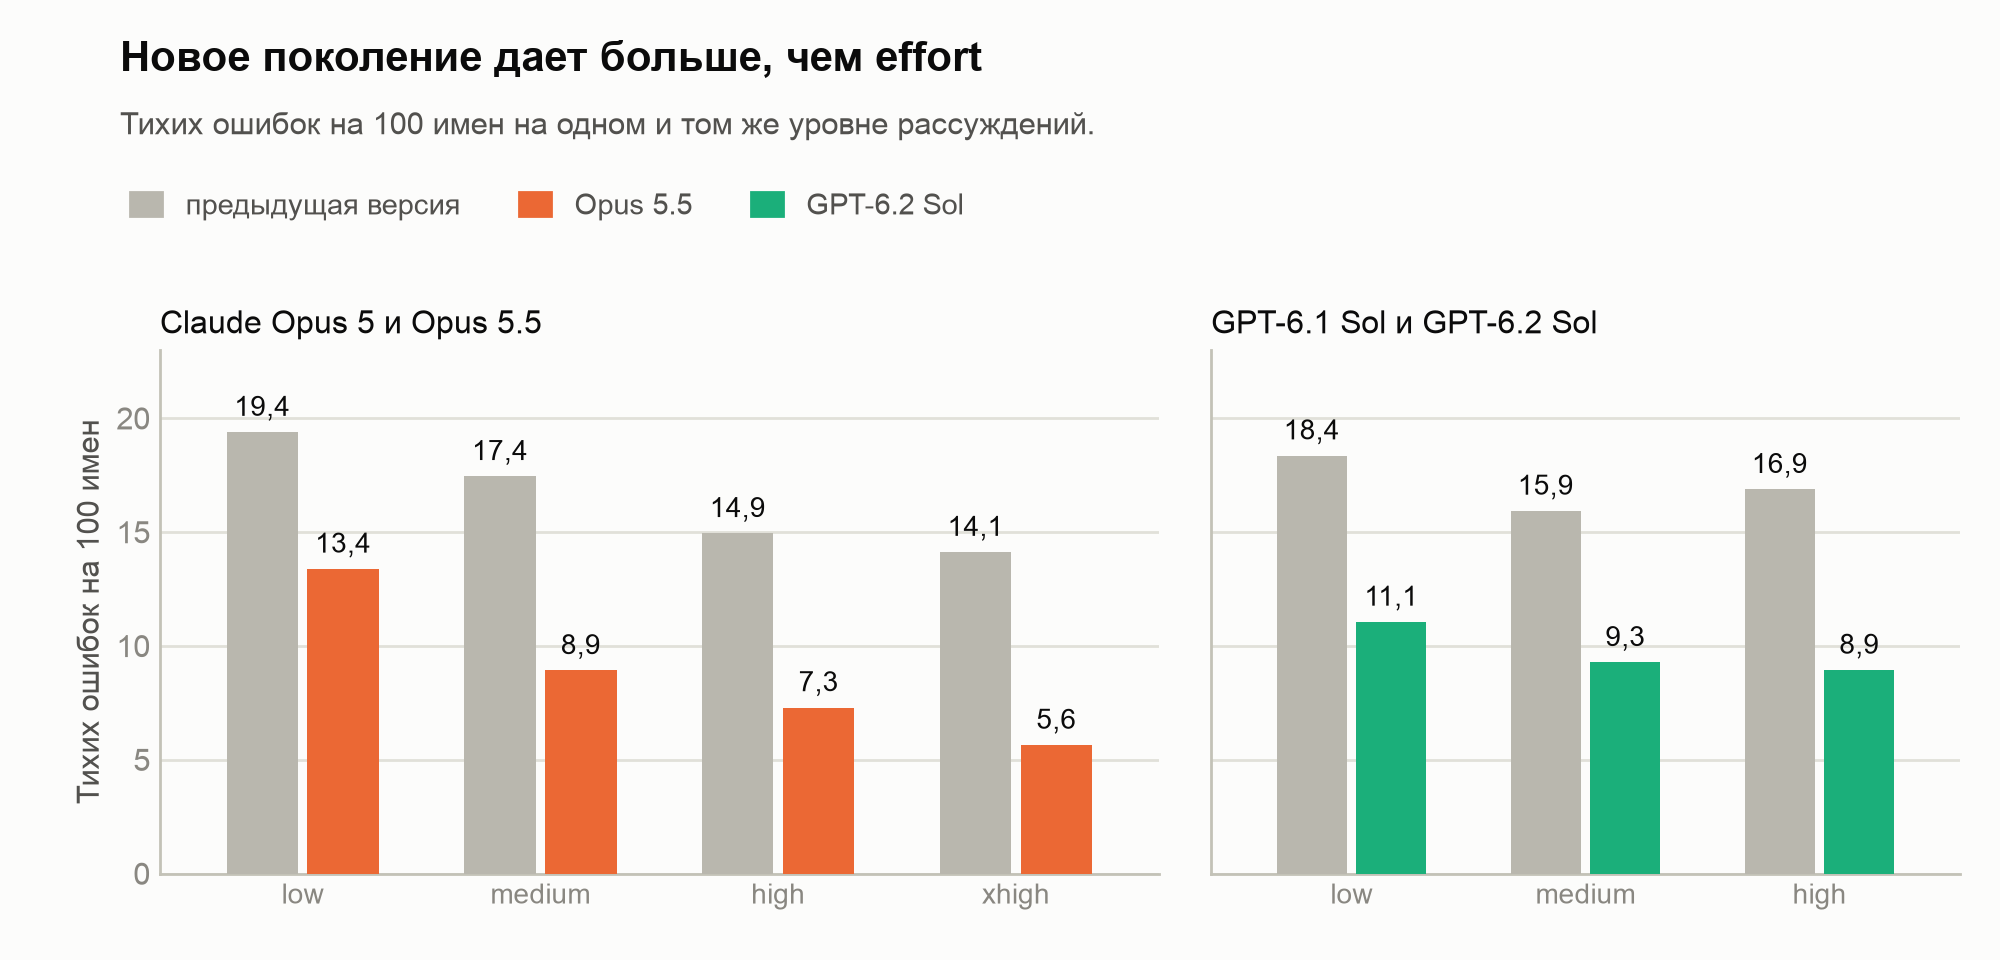 Новое поколение дает больше, чем effort
Тихих ошибок на 100 имен на одном и том же уровне рассуждений.
предыдущая версия
Opus 5.5
GPT-6.2 Sol
Claude Opus 5 и Opus 5.5
Тихих ошибок на 100 имен
20
15
10
5
0
19,4
13,4
17,4
8,9
14,9
7,3
14,1
5,6
low
medium
high
xhigh
GPT-6.1 Sol и GPT-6.2 Sol
18,4
11,1
15,9
9,3
16,9
8,9
low
medium
high